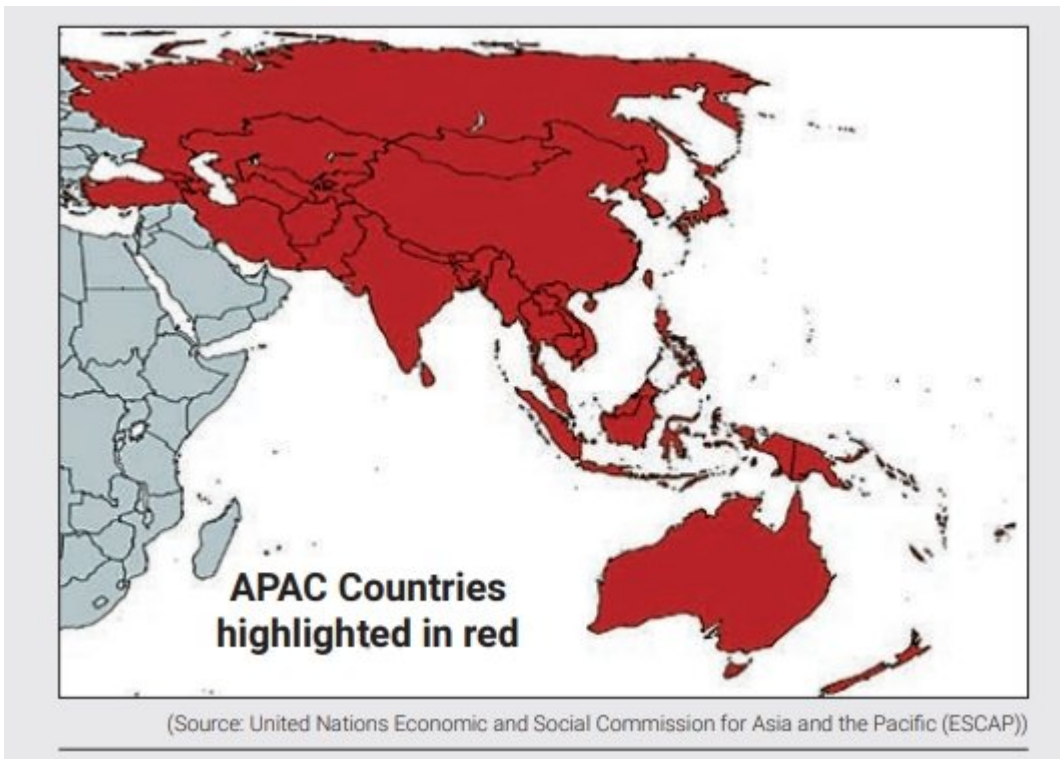 APAC Countries
highlighted in red
(Source: United Nations Economic and Social Commission for Asia and the Pacific (ESCAP))